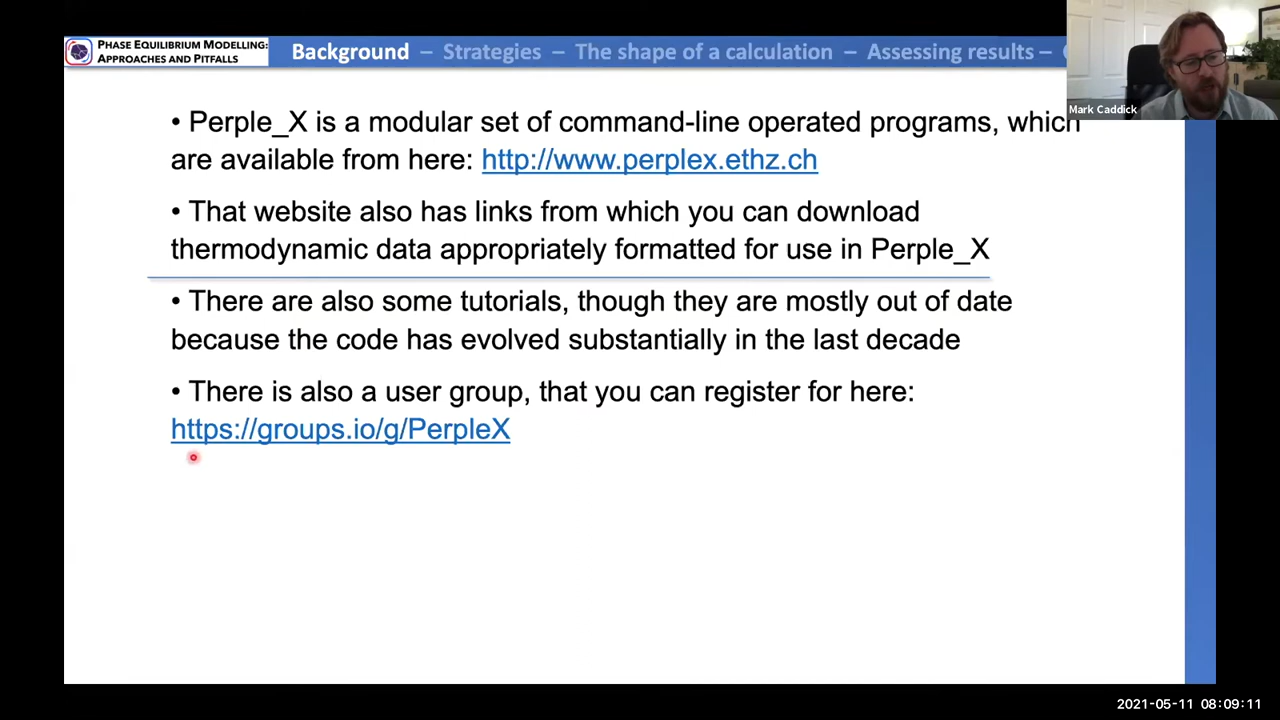 PHASE EQUILIBRIUM MODELLING:
APPROACHES AND PITFALLS
Background – Strategies – The shape of a calculation – Assessing results –
Mark Caddick
• Perple_X is a modular set of command-line operated programs, which
are available from here: http://www.perplex.ethz.ch
• That website also has links from which you can download
thermodynamic data appropriately formatted for use in Perple_X
• There are also some tutorials, though they are mostly out of date
because the code has evolved substantially in the last decade
• There is also a user group, that you can register for here:
https://groups.io/g/PerpleX
2021-05-11 08:09:11